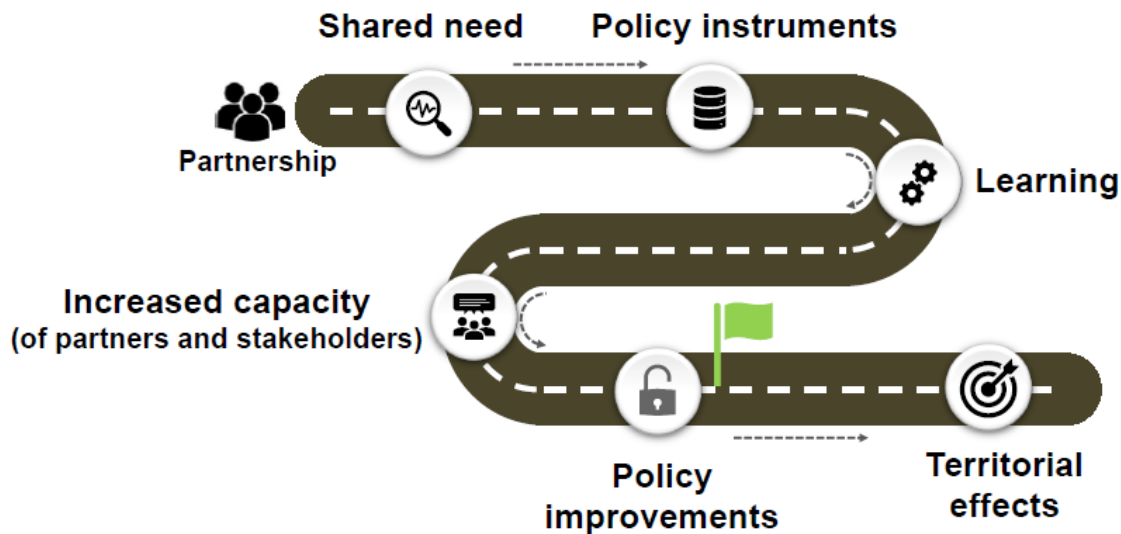 Shared need
Policy instruments
Partnership
Learning
Increased capacity
(of partners and stakeholders)
Policy
improvements
Territorial
effects